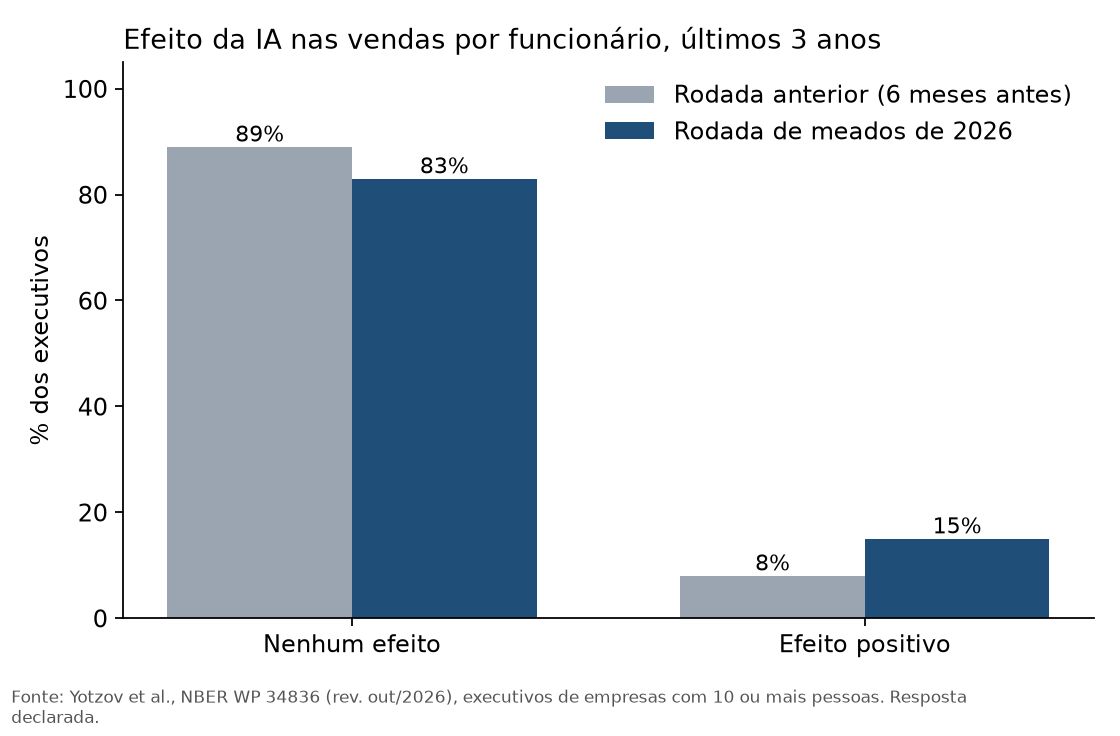 Efeito da IA nas vendas por funcionário, últimos 3 anos
Rodada anterior (6 meses antes)
Rodada de meados de 2026
% dos executivos
100
80
60
40
20
0
89%
83%
8%
15%
Nenhum efeito
Efeito positivo
Fonte: Yotzov et al., NBER WP 34836 (rev. out/2026), executivos de empresas com 10 ou mais pessoas. Resposta
declarada.